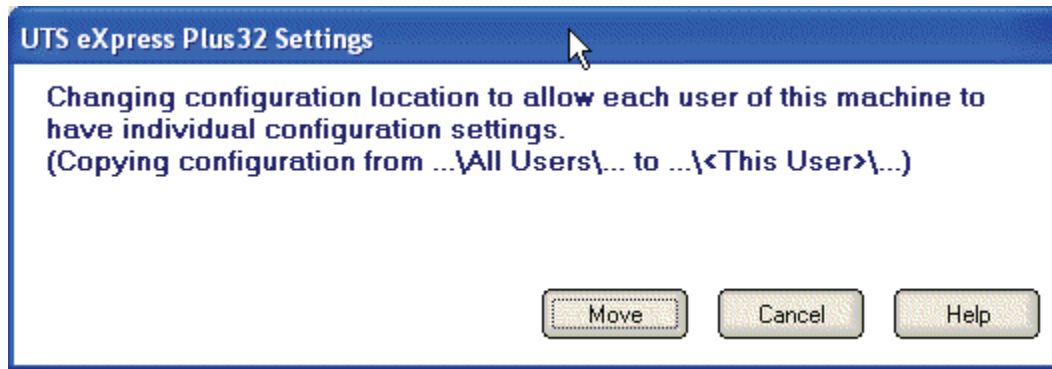 UTS eXpress Plus32 Settings
Changing configuration location to allow each user of this machine to
have individual configuration settings.
(Copying configuration from ...\All Users\... to ...\<This User>\...)
Move Cancel Help